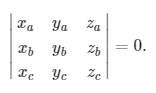 | x_a y_a z_a |
| x_b y_b z_b | = 0.
| x_c y_c z_c |